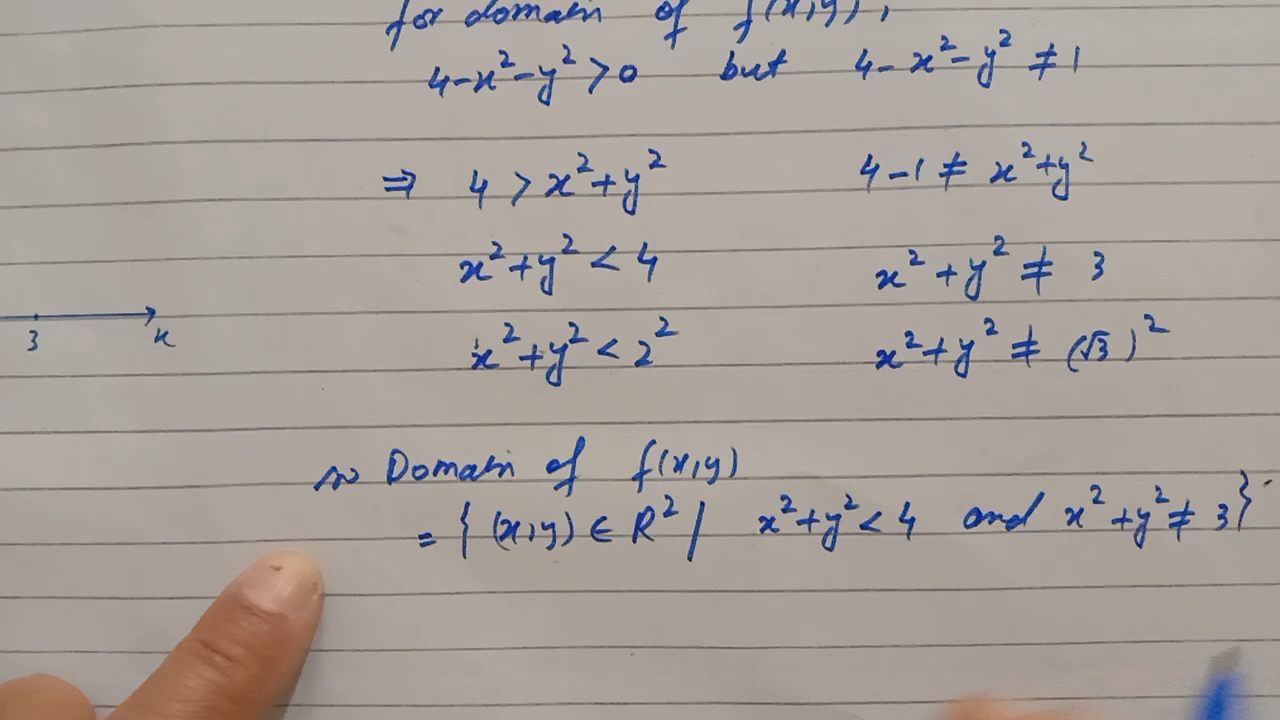 for domain of f(x,y),
4-x²-y²>0 but 4-x²-y² ≠ 1
⇒ 4 > x²+y² 4-1 ≠ x²+y²
x²+y² < 4 x²+y² ≠ 3
3 x
x²+y² < 2² x²+y² ≠ (√3)²
so Domain of f(x,y)
= { (x,y) ∈ R² / x²+y² < 4 and x²+y² ≠ 3}